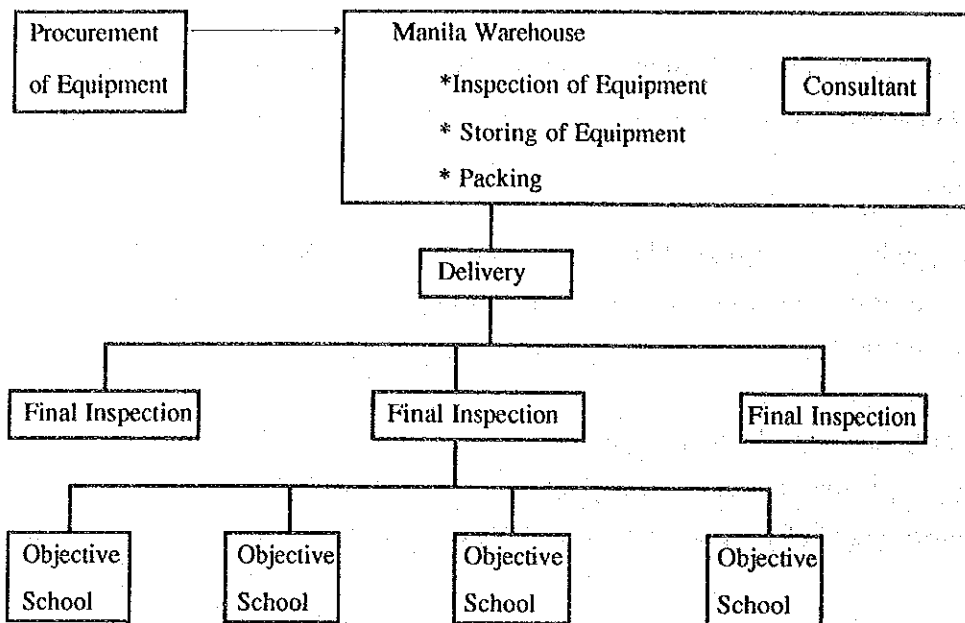 Procurement
of Equipment
Manila Warehouse
*Inspection of Equipment
* Storing of Equipment
* Packing
Consultant
Delivery
Final Inspection
Final Inspection
Final Inspection
Objective
School
Objective
School
Objective
School
Objective
School